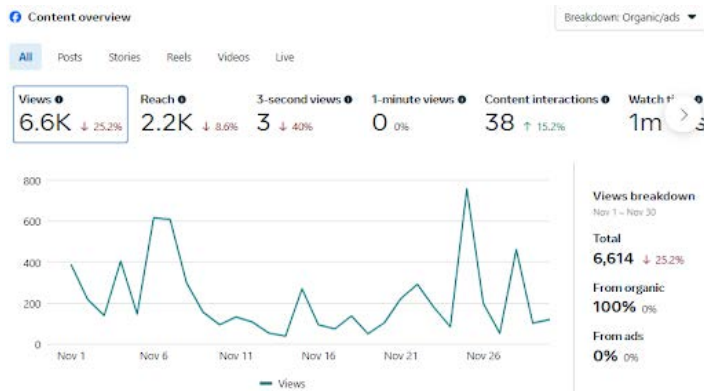 Content overview
Breakdown: Organic/ads
All Posts Stories Reels Videos Live
Views Reach 3-second views 1-minute views Content interactions Watch
6.6K ↓ 25.2% 2.2K ↓ 8.6% 3 ↓ 40% 0 0% 38 ↑ 15.2% 1m
800
600
400
200
0
Nov 1 Nov 6 Nov 11 Nov 16 Nov 21 Nov 26
Views
Views breakdown
Nov 1 – Nov 30
Total
6,614 ↓ 25.2%
From organic
100% 0%
From ads
0% 0%